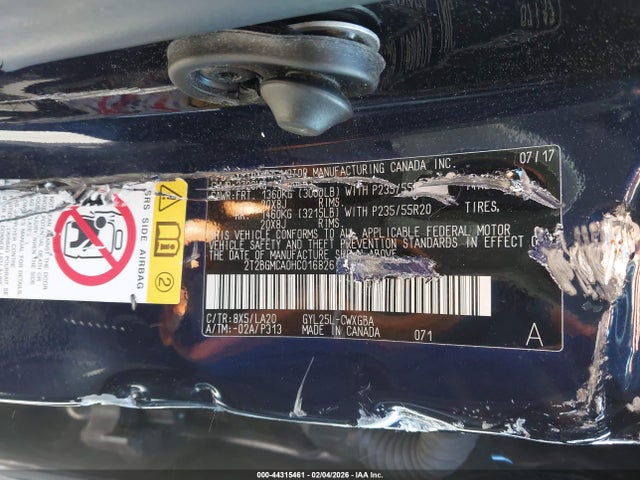 MOTOR MANUFACTURING CANADA INC. 07/17
FRT 1360KG (3000LB) WITH P235/55
20X8J RIMS
1460KG (3215LB) WITH P235/55R20 TIRES,
20X8J RIMS
THIS VEHICLE CONFORMS TO ALL APPLICABLE FEDERAL MOTOR
VEHICLE SAFETY AND THEFT PREVENTION STANDARDS IN EFFECT
THE DATE OF MANUFACTURE SHOWN ABOVE.
2T2BGMCA0HC016826
C/TR: 8X5/LA20 GYL25L-CWXGBA
A/TM: -02A/P313 MADE IN CANADA 071 A
SRS SIDE AIRBAG
2
000-44315461 - 02/04/2026 - IAA Inc.